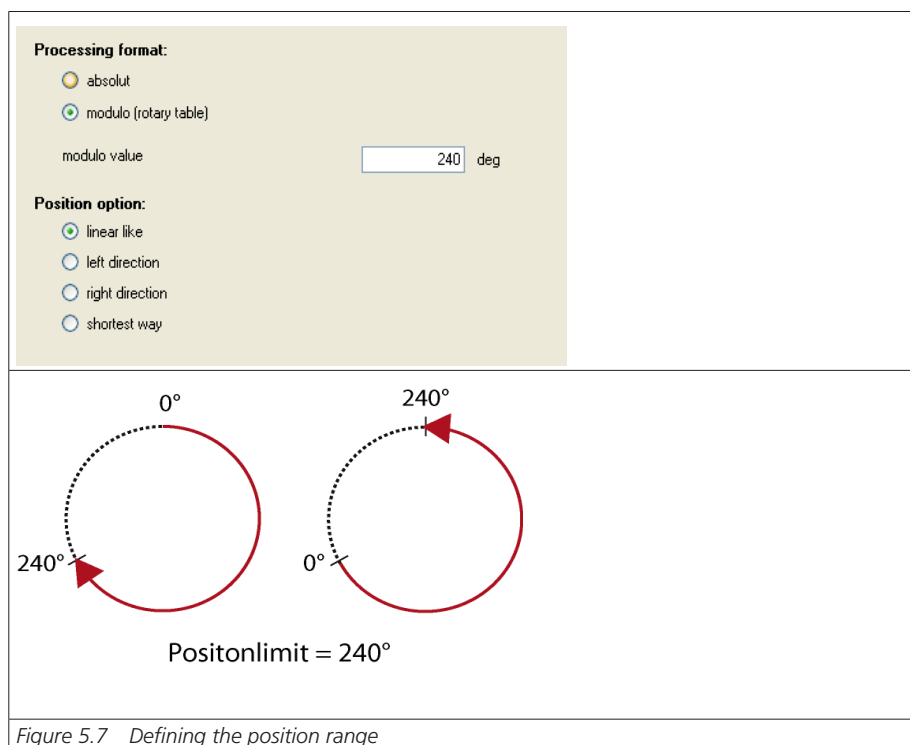 Processing format:
absolut
modulo (rotary table)
modulo value 240 deg
Position option:
linear like
left direction
right direction
shortest way
0°
240°
240°
0°
Positonlimit = 240°
Figure 5.7 Defining the position range